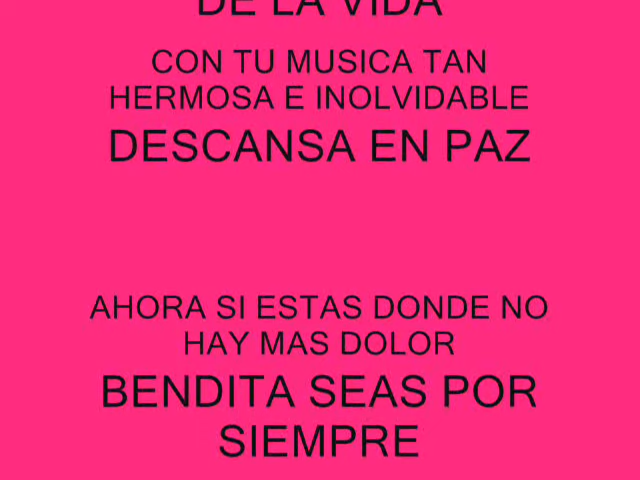 DE LA VIDA
CON TU MUSICA TAN
HERMOSA E INOLVIDABLE
DESCANSA EN PAZ
AHORA SI ESTAS DONDE NO
HAY MAS DOLOR
BENDITA SEAS POR
SIEMPRE